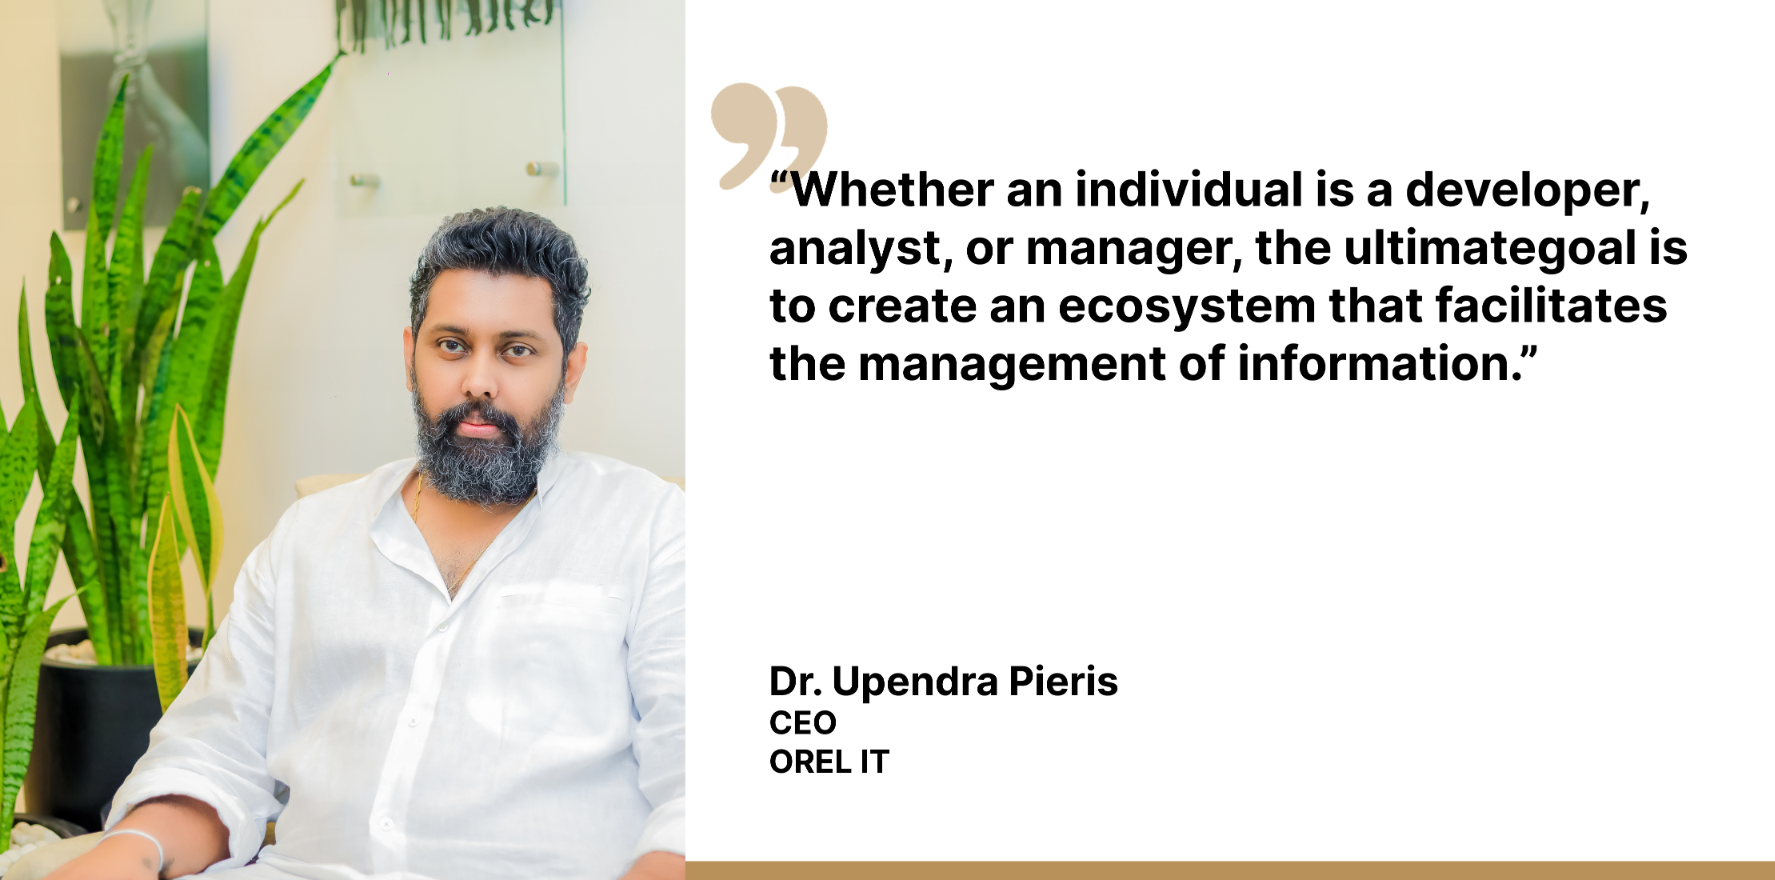 “Whether an individual is a developer,
analyst, or manager, the ultimategoal is
to create an ecosystem that facilitates
the management of information.”
Dr. Upendra Pieris
CEO
OREL IT